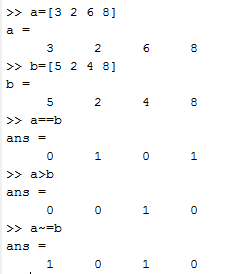 >> a=[3 2 6 8]
a =
3 2 6 8
>> b=[5 2 4 8]
b =
5 2 4 8
>> a==b
ans =
0 1 0 1
>> a>b
ans =
0 0 1 0
>> a~=b
ans =
1 0 1 0